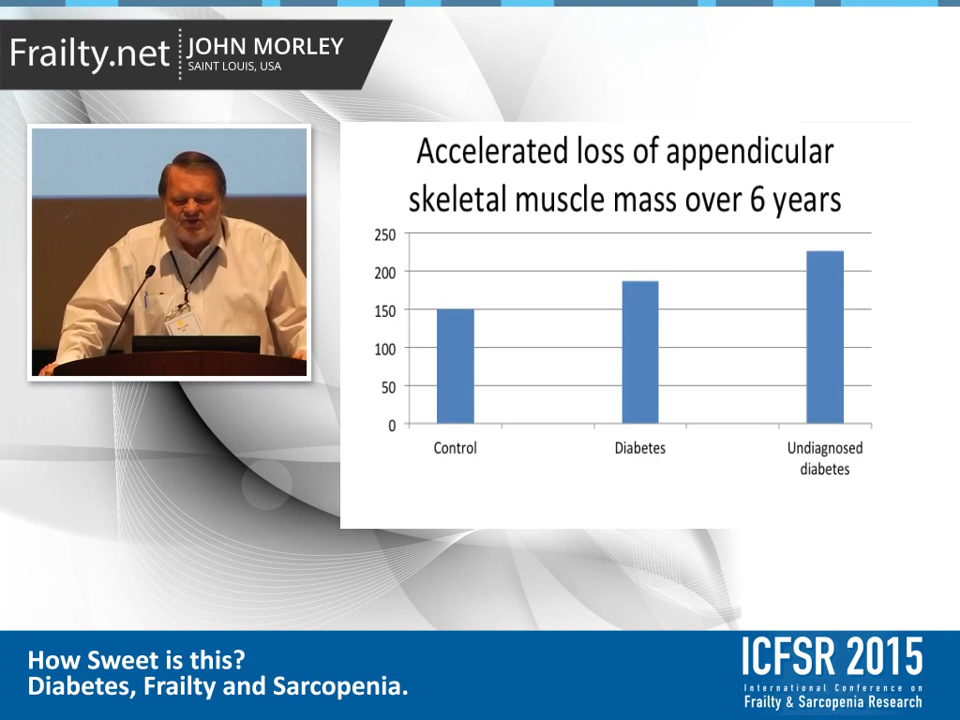 Frailty.net
JOHN MORLEY
SAINT LOUIS, USA
Accelerated loss of appendicular
skeletal muscle mass over 6 years
250
200
150
100
50
0
Control
Diabetes
Undiagnosed
diabetes
How Sweet is this?
Diabetes, Frailty and Sarcopenia.
ICFSR 2015
International Conference on
Frailty & Sarcopenia Research